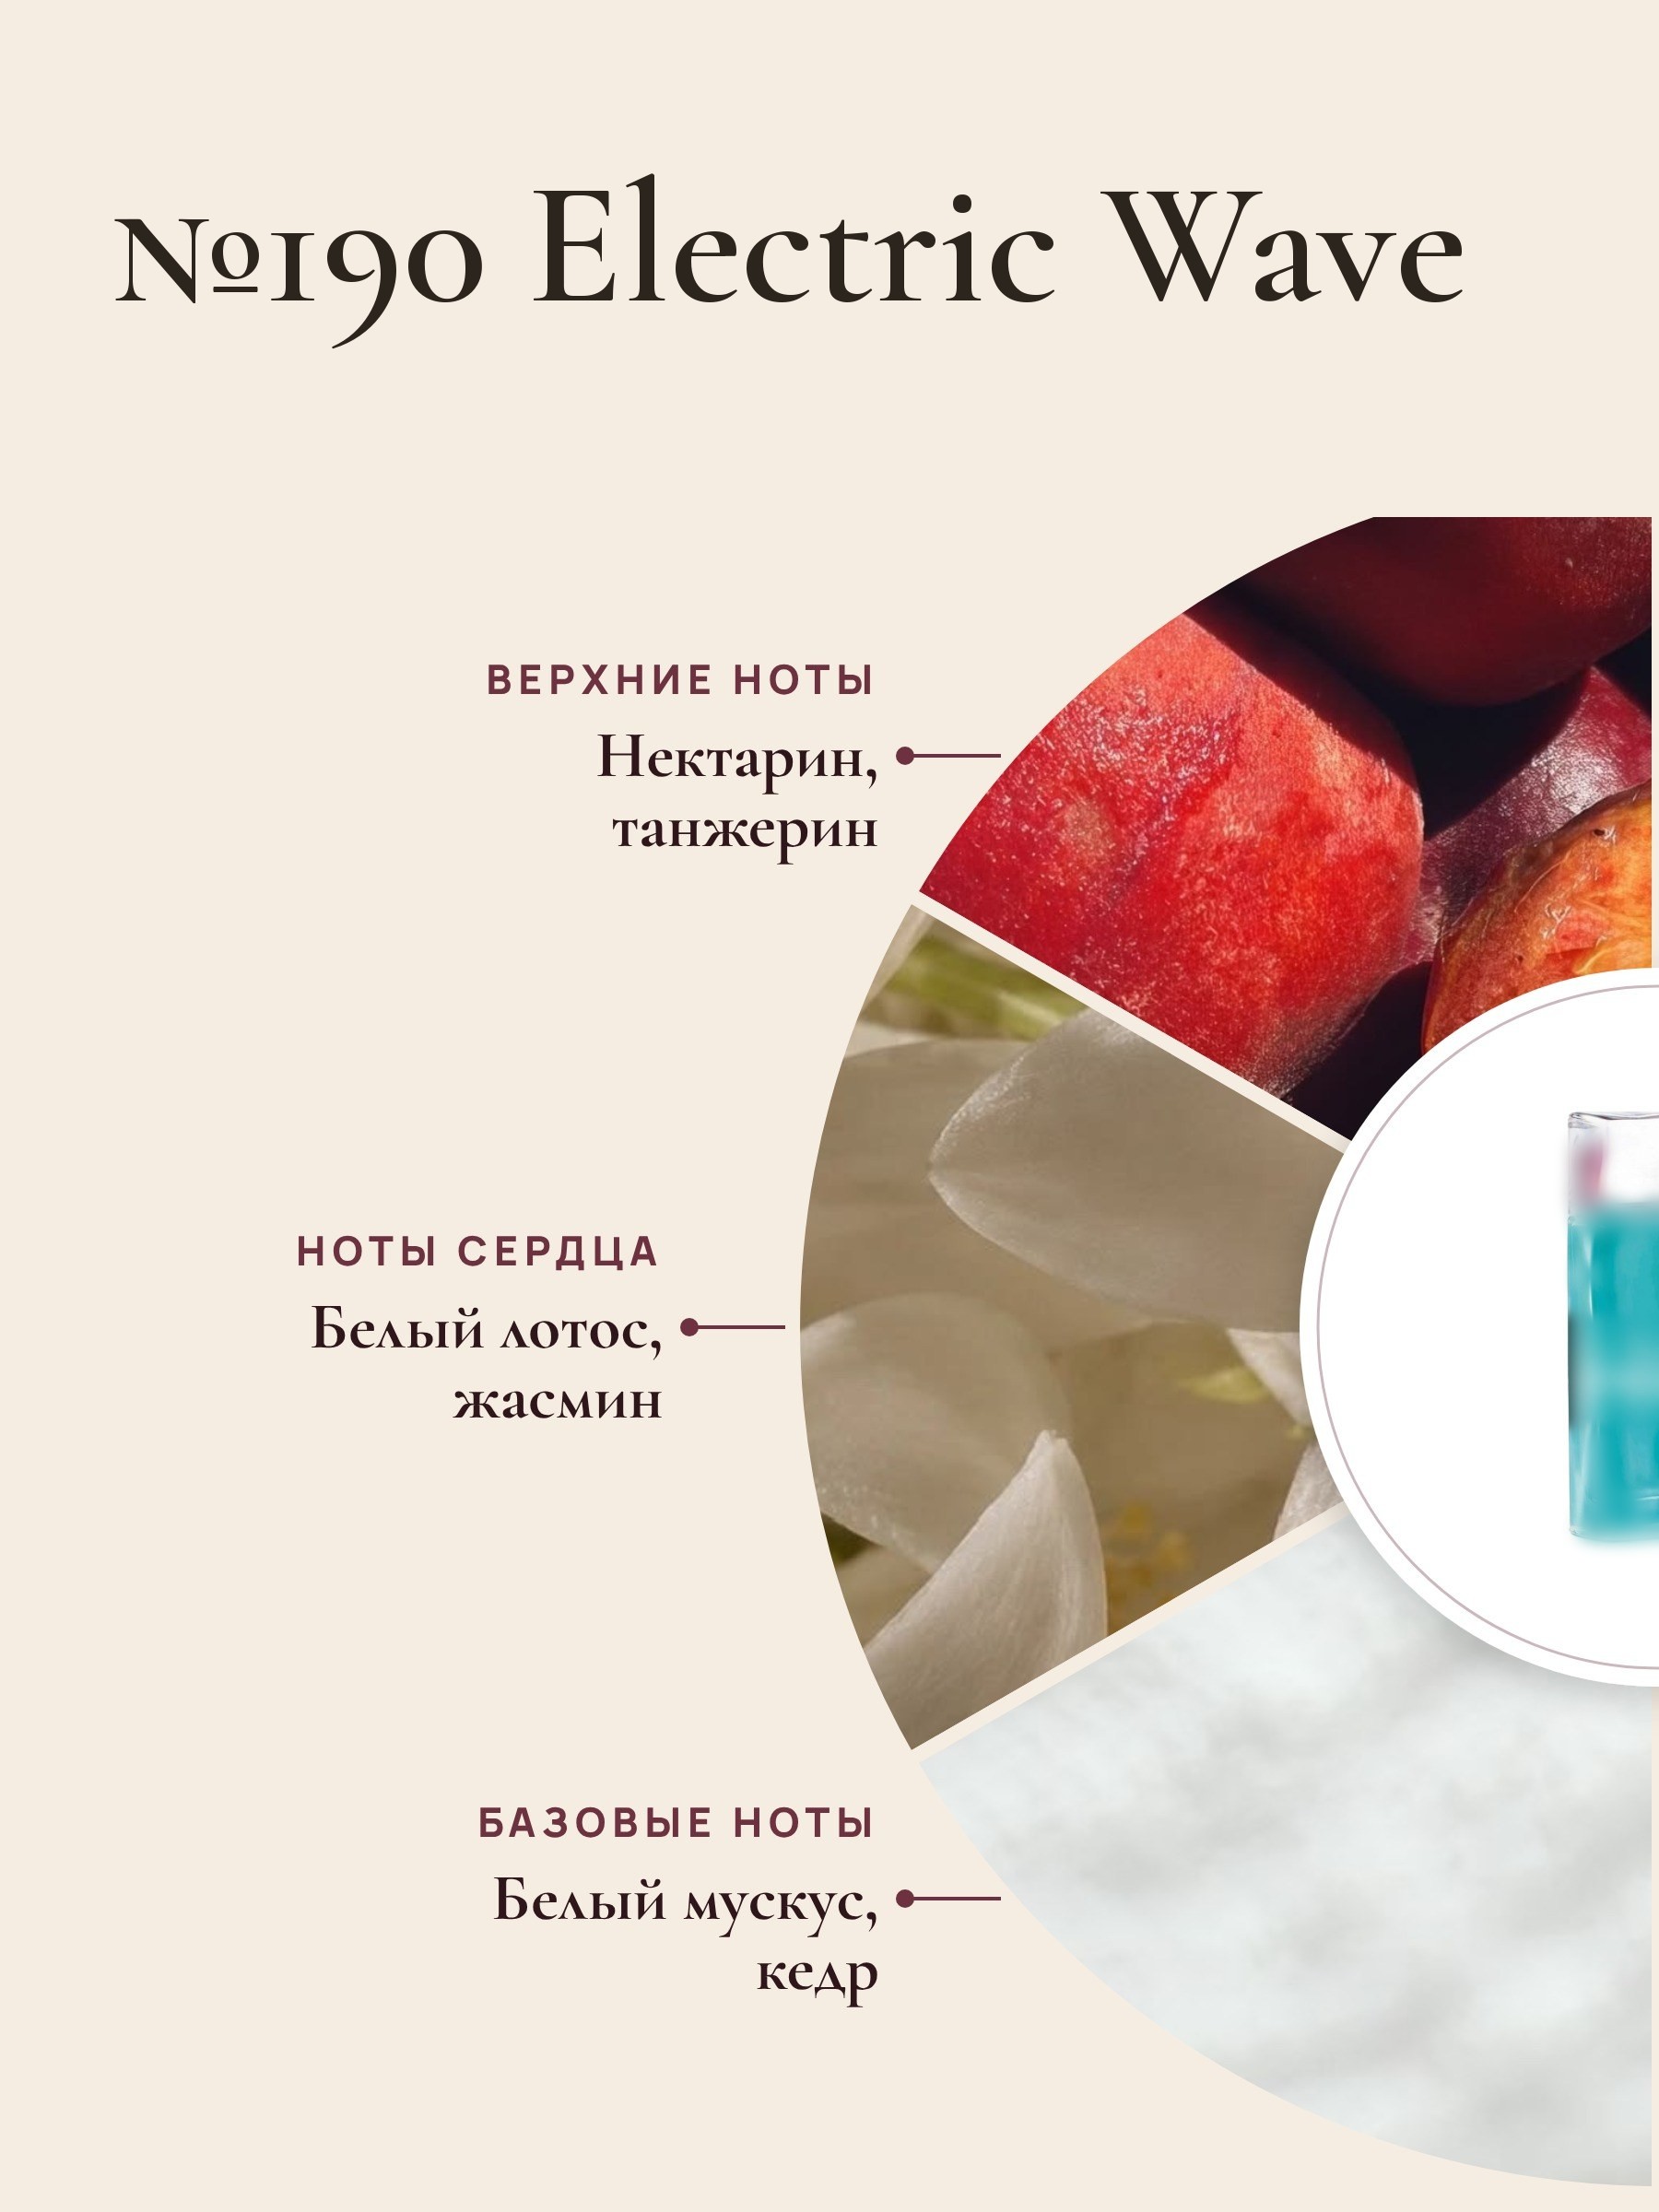 №190 Electric Wave
ВЕРХНИЕ НОТЫ
Нектарин,
танжерин
НОТЫ СЕРДЦА
Белый лотос,
жасмин
БАЗОВЫЕ НОТЫ
Белый мускус,
кедр